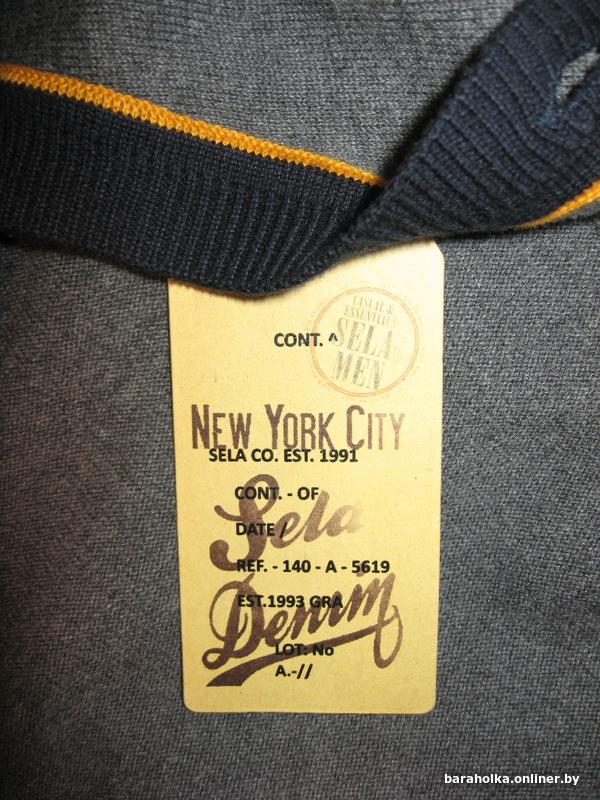 CASUAL &
ESSENTIAL
SELA
MEN
CONT. ^
NEW YORK CITY
SELA CO. EST. 1991
CONT. - OF
Sela
DATE /
REF. - 140 - A - 5619
EST.1993 GRA
Denim
LOT: No
A.-//
baraholka.onliner.by